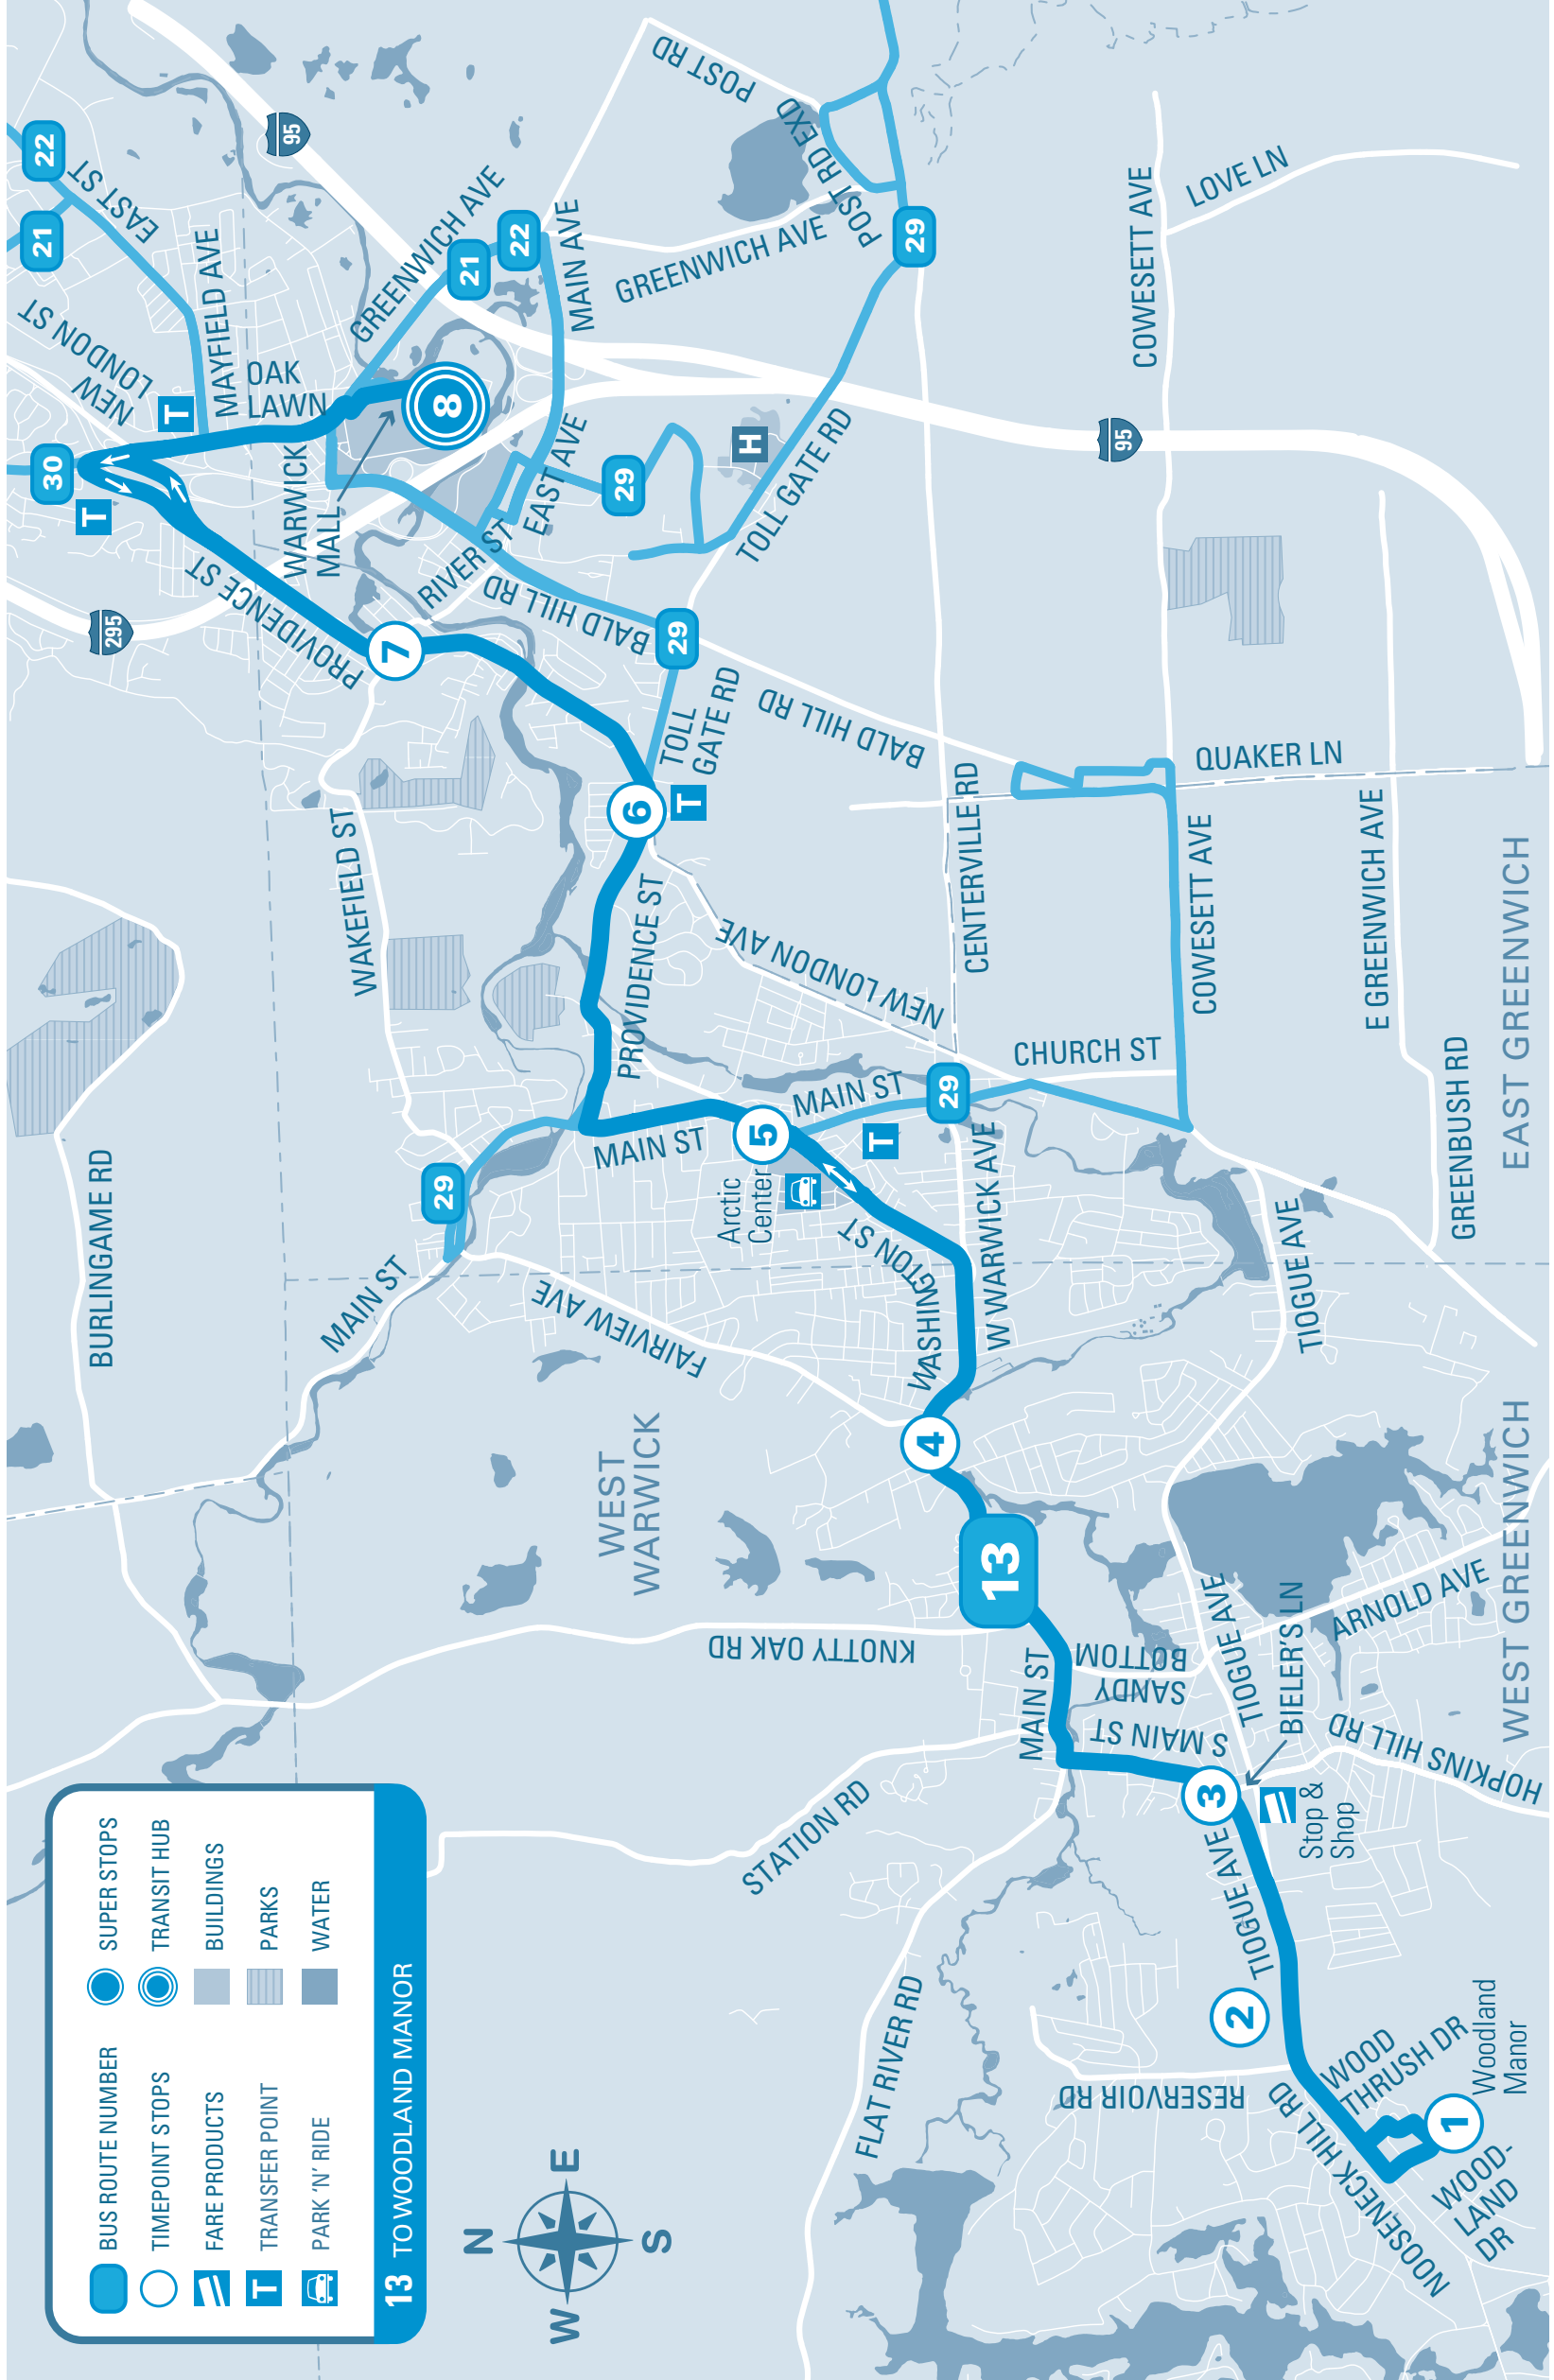 BUS ROUTE NUMBER
TIMEPOINT STOPS
FARE PRODUCTS
T
TRANSFER POINT
PARK 'N' RIDE
SUPER STOPS
TRANSIT HUB
BUILDINGS
PARKS
WATER
13 TO WOODLAND MANOR
N
W
E
S
BURLINGAME RD
MAIN ST
29
WAKEFIELD ST
FAIRVIEW AVE
WEST
WARWICK
KNOTTY OAK RD
STATION RD
FLAT RIVER RD
RESERVOIR RD
NOOSENECK HILL RD
WOOD-
LAND
DR
1
Woodland
Manor
WOOD
THRUSH DR
2
TIOGUE AVE
3
Stop &
Shop
HOPKINS HILL RD
BIELER'S LN
TIOGUE AVE
S MAIN ST
SANDY
BOTTOM
MAIN ST
ARNOLD AVE
WEST GREENWICH
13
4
WASHINGTON ST
W WARWICK AVE
Arctic
Center
5
MAIN ST
T
MAIN ST
29
CHURCH ST
TIOGUE AVE
GREENBUSH RD
EAST GREENWICH
E GREENWICH AVE
COWESETT AVE
CENTERVILLE RD
NEW LONDON AVE
PROVIDENCE ST
6
T
TOLL
GATE RD
29
BALD HILL RD
QUAKER LN
BALD HILL RD
RIVER ST
7
PROVIDENCE ST
295
T
30
NEW
LONDON ST
T
WARWICK
MALL
OAK
LAWN
8
MAYFIELD AVE
EAST ST
21
22
95
GREENWICH AVE
21
22
MAIN AVE
EAST AVE
29
H
TOLL GATE RD
GREENWICH AVE
POST RD
POST RD EXD
29
95
COWESETT AVE
LOVE LN